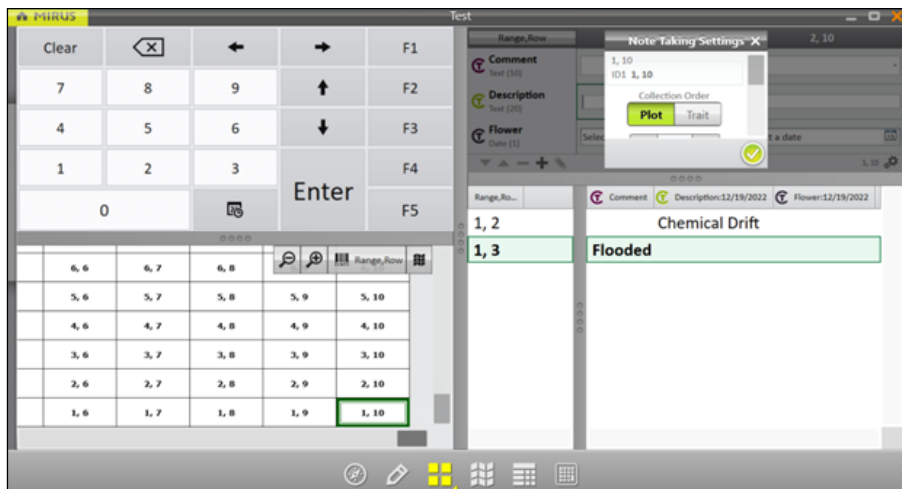 MIRUS
Test
Clear
F1
7 8 9
F2
4 5 6
F3
1 2 3
F4
0
Enter
F5
Range,Row
6, 6 6, 7 6, 8
5, 6 5, 7 5, 8 5, 9 5, 10
4, 6 4, 7 4, 8 4, 9 4, 10
3, 6 3, 7 3, 8 3, 9 3, 10
2, 6 2, 7 2, 8 2, 9 2, 10
1, 6 1, 7 1, 8 1, 9 1, 10
Range,Row
2, 10
Comment
Text (10)
Description
Text (20)
Flower
Date (1)
Selec
t a date
1, 10
Note Taking Settings X
1, 10
ID1 1, 10
Collection Order
Plot Trait
Range,Ro...
Comment Description:12/19/2022 Flower:12/19/2022
1, 2 Chemical Drift
1, 3 Flooded